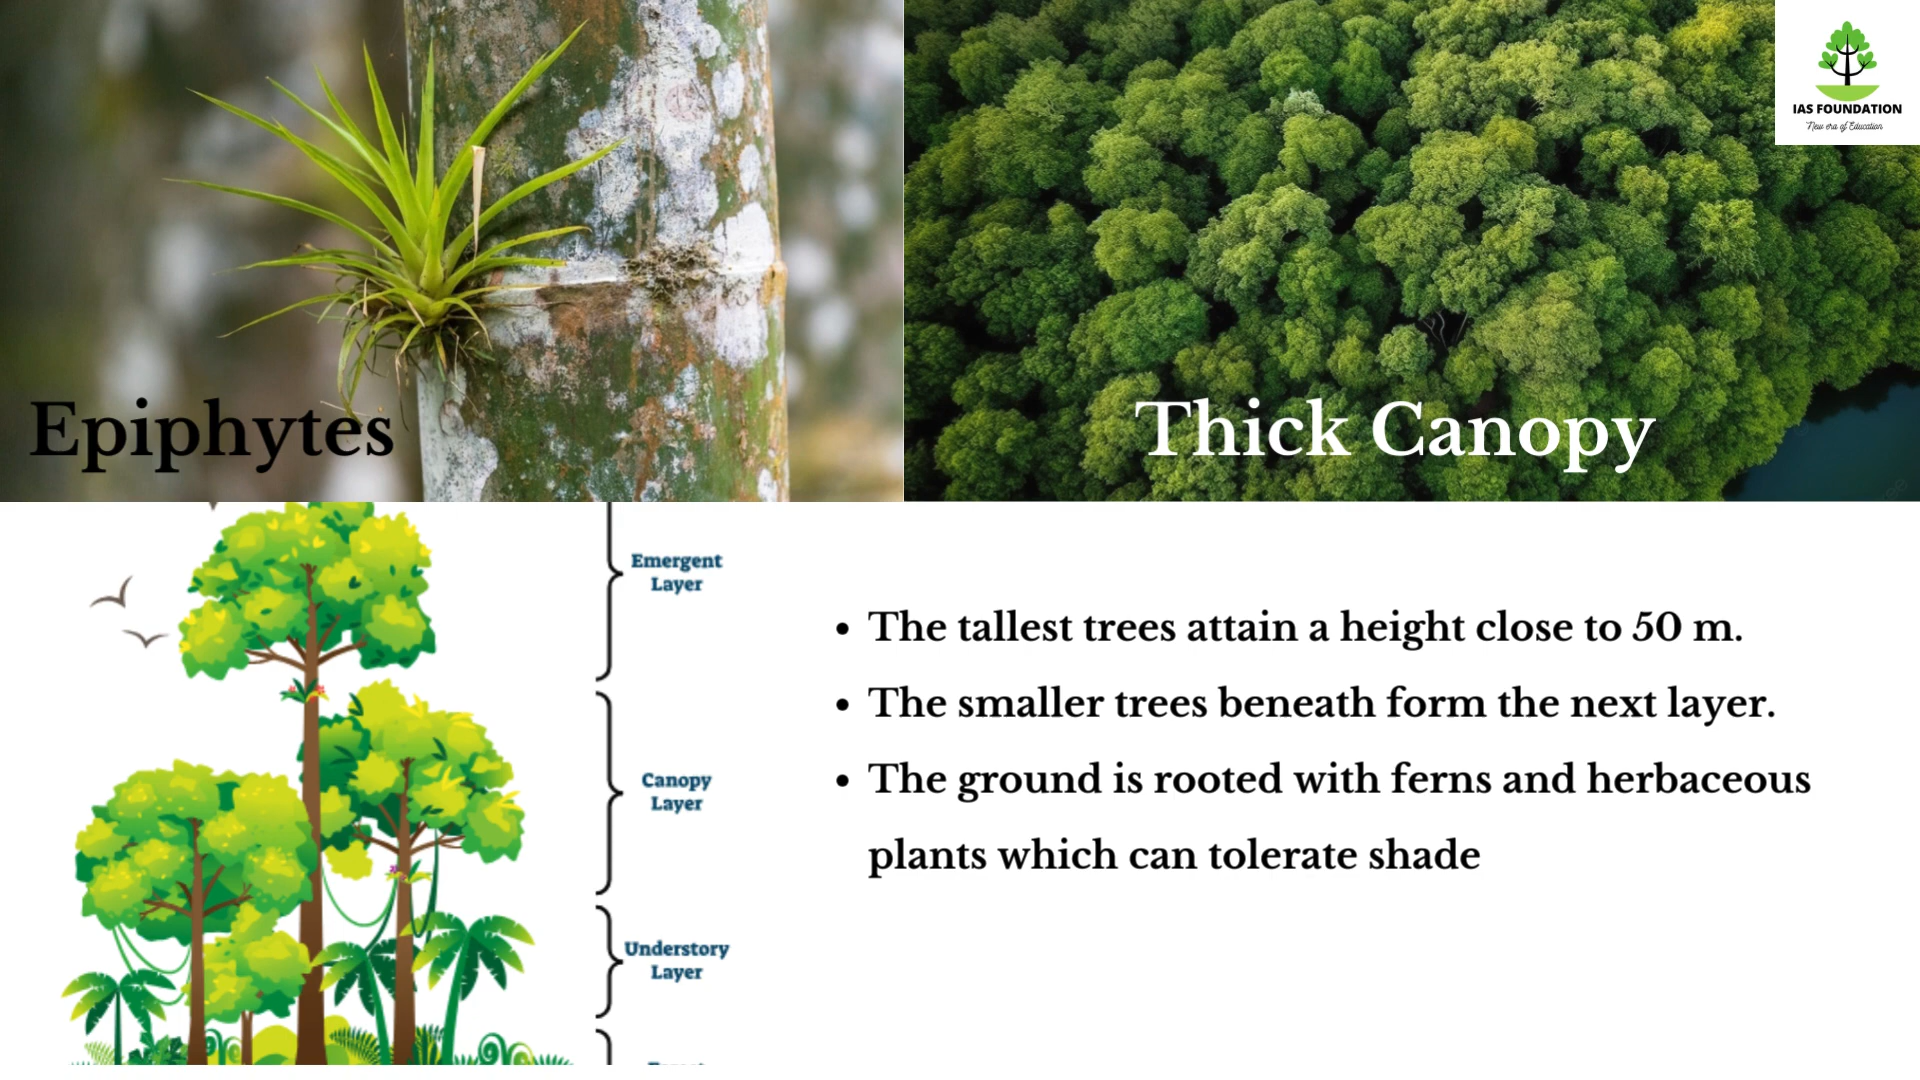 IAS FOUNDATION
New era of Education
Epiphytes
Thick Canopy
Emergent
Layer
Canopy
Layer
Understory
Layer
• The tallest trees attain a height close to 50 m.
• The smaller trees beneath form the next layer.
• The ground is rooted with ferns and herbaceous
plants which can tolerate shade